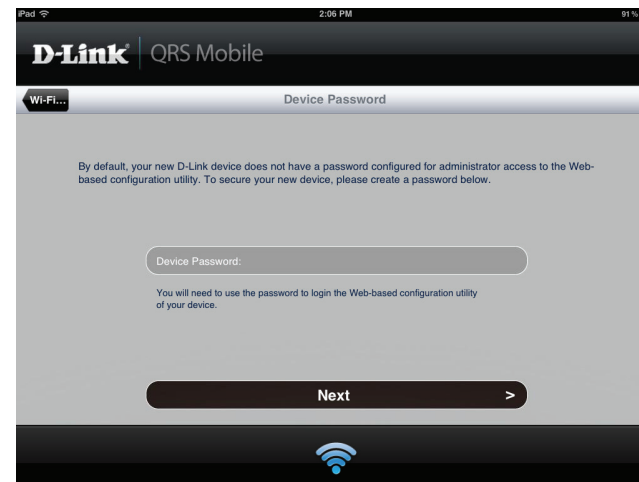 iPad 2:06 PM 91%
D-Link QRS Mobile
Wi-Fi... Device Password
By default, your new D-Link device does not have a password configured for administrator access to the Web-
based configuration utility. To secure your new device, please create a password below.
Device Password:
You will need to use the password to login the Web-based configuration utility
of your device.
Next >